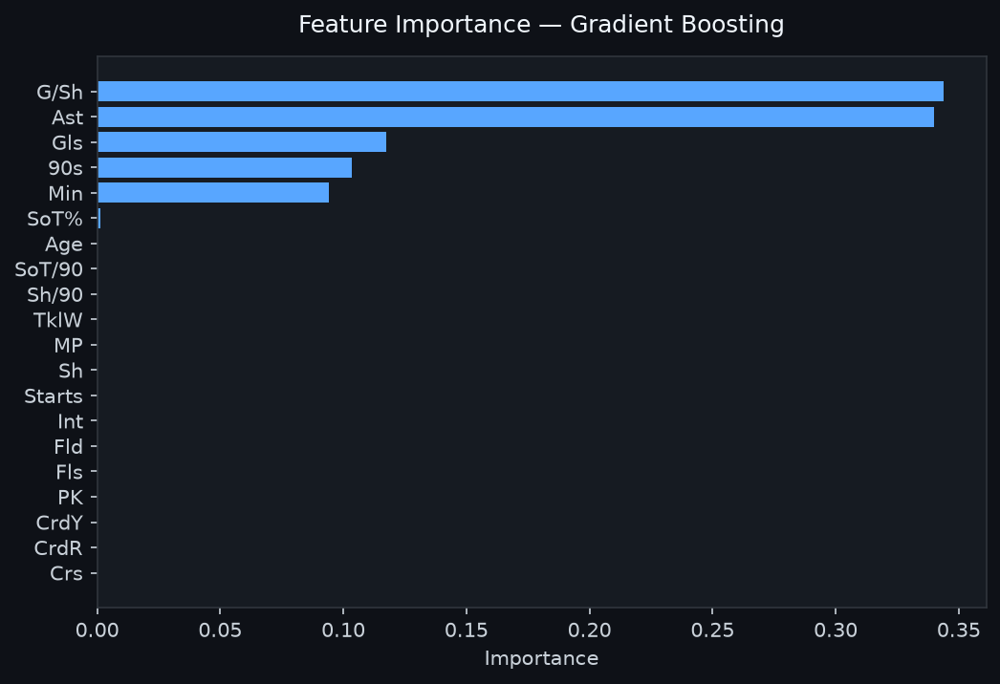 Feature Importance — Gradient Boosting
G/Sh
Ast
Gls
90s
Min
SoT%
Age
SoT/90
Sh/90
TklW
MP
Sh
Starts
Int
Fld
Fls
PK
CrdY
CrdR
Crs
0.00 0.05 0.10 0.15 0.20 0.25 0.30 0.35
Importance